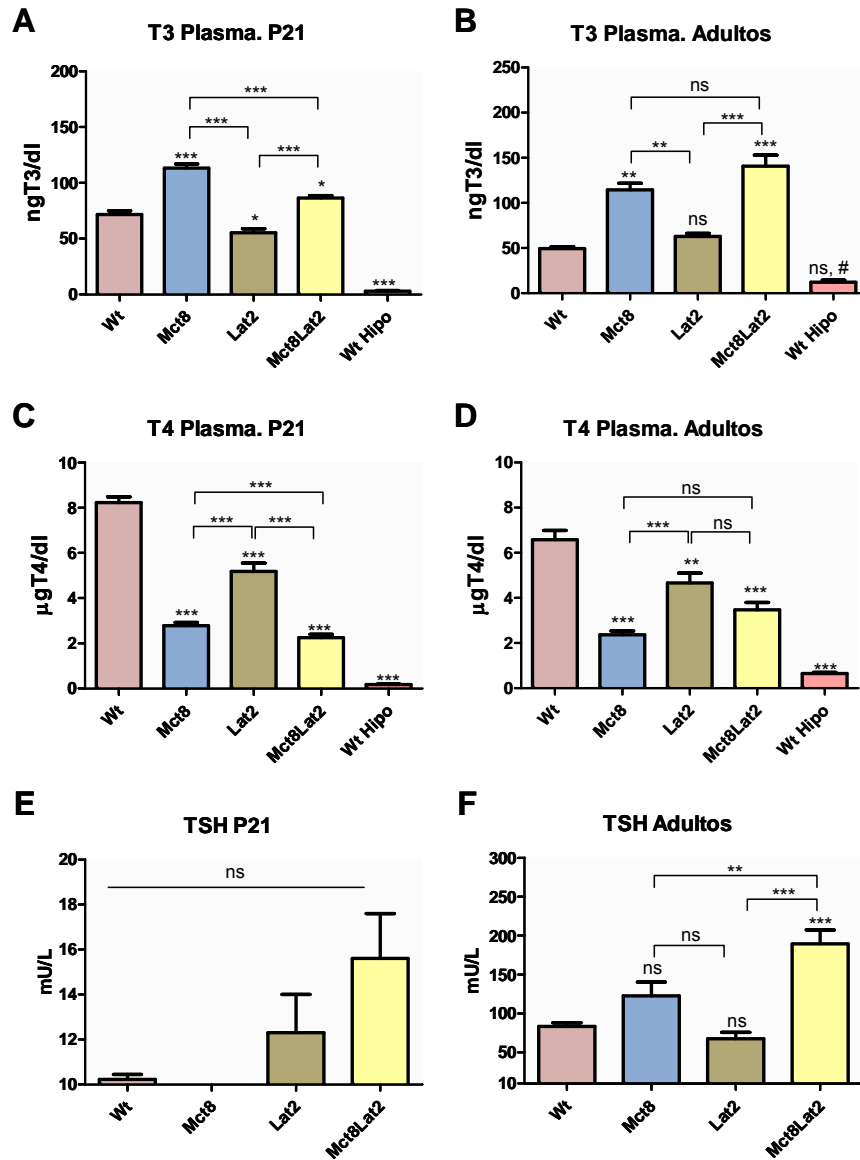 A
T3 Plasma. P21
ngT3/dl
200
150
100
50
0
***
***
***
***
*
*
***
Wt
Mct8
Lat2
Mct8Lat2
Wt Hipo
B
T3 Plasma. Adultos
ngT3/dl
250
200
150
100
50
0
ns
***
**
***
**
ns
ns, #
Wt
Mct8
Lat2
Mct8Lat2
Wt Hipo
C
T4 Plasma. P21
µgT4/dl
10
8
6
4
2
0
***
*** ***
***
***
***
***
Wt
Mct8
Lat2
Mct8Lat2
Wt Hipo
D
T4 Plasma. Adultos
µgT4/dl
10
8
6
4
2
0
ns
*** ns
**
***
***
***
Wt
Mct8
Lat2
Mct8Lat2
Wt Hipo
E
TSH P21
mU/L
20
18
16
14
12
10
ns
Wt
Mct8
Lat2
Mct8Lat2
F
TSH Adultos
mU/L
300
250
200
150
100
50
10
**
***
***
ns
ns
ns
Wt
Mct8
Lat2
Mct8Lat2